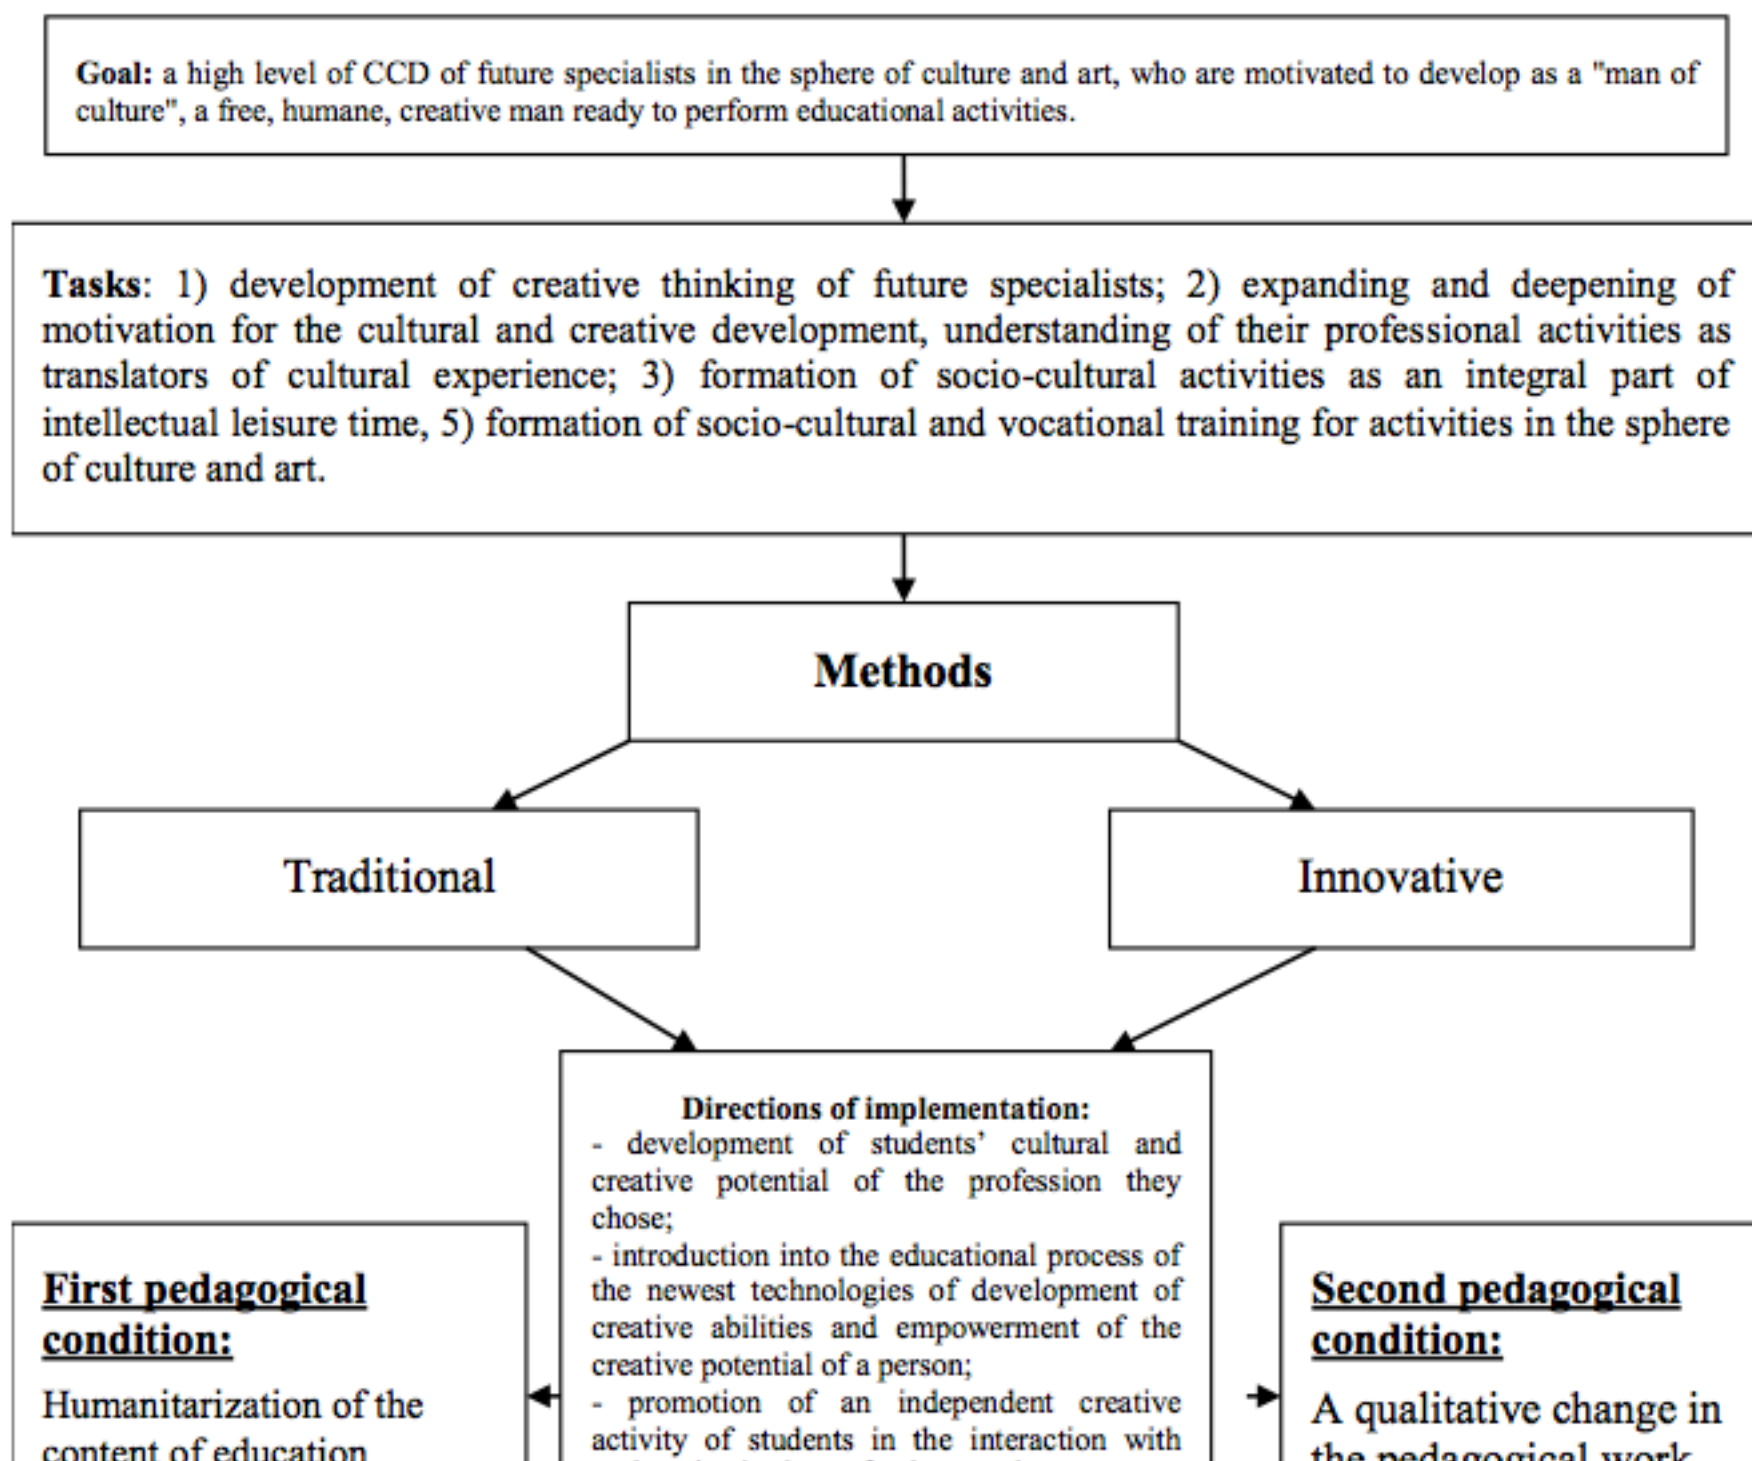 Goal: a high level of CCD of future specialists in the sphere of culture and art, who are motivated to develop as a "man of
culture", a free, humane, creative man ready to perform educational activities.
Tasks: 1) development of creative thinking of future specialists; 2) expanding and deepening of
motivation for the cultural and creative development, understanding of their professional activities as
translators of cultural experience; 3) formation of socio-cultural activities as an integral part of
intellectual leisure time, 5) formation of socio-cultural and vocational training for activities in the sphere
of culture and art.
Methods
Traditional
Innovative
Directions of implementation:
- development of students’ cultural and
creative potential of the profession they
chose;
- introduction into the educational process of
the newest technologies of development of
creative abilities and empowerment of the
creative potential of a person;
- promotion of an independent creative
activity of students in the interaction with
First pedagogical
condition:
Humanitarization of the
content of education
Second pedagogical
condition:
A qualitative change in
the pedagogical work